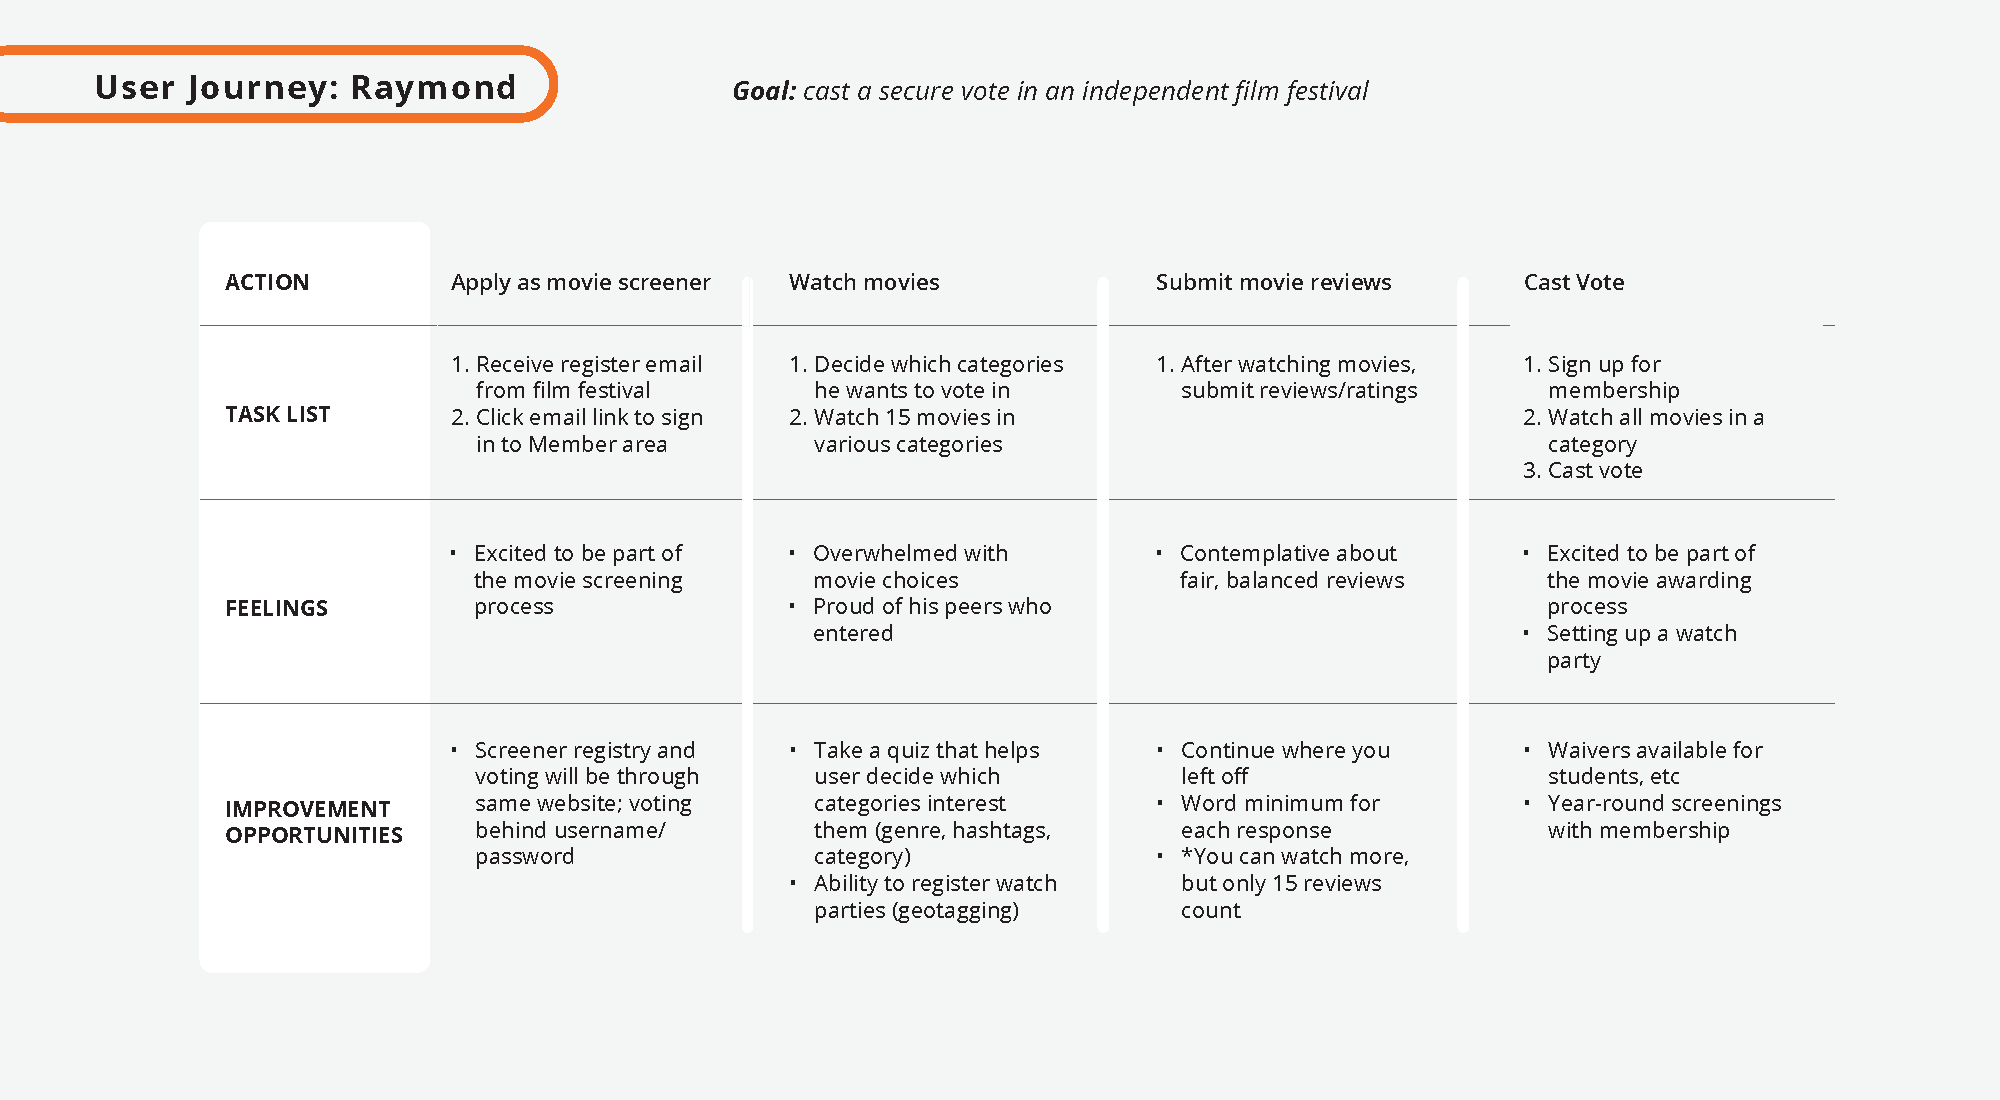 User Journey: Raymond
Goal: cast a secure vote in an independent film festival
ACTION
Apply as movie screener
Watch movies
Submit movie reviews
Cast Vote
TASK LIST
1. Receive register email
from film festival
2. Click email link to sign
in to Member area
1. Decide which categories
he wants to vote in
2. Watch 15 movies in
various categories
1. After watching movies,
submit reviews/ratings
1. Sign up for
membership
2. Watch all movies in a
category
3. Cast vote
FEELINGS
▪ Excited to be part of
the movie screening
process
▪ Overwhelmed with
movie choices
▪ Proud of his peers who
entered
▪ Contemplative about
fair, balanced reviews
▪ Excited to be part of
the movie awarding
process
▪ Setting up a watch
party
IMPROVEMENT
OPPORTUNITIES
▪ Screener registry and
voting will be through
same website; voting
behind username/
password
▪ Take a quiz that helps
user decide which
categories interest
them (genre, hashtags,
category)
▪ Ability to register watch
parties (geotagging)
▪ Continue where you
left off
▪ Word minimum for
each response
▪ *You can watch more,
but only 15 reviews
count
▪ Waivers available for
students, etc
▪ Year-round screenings
with membership